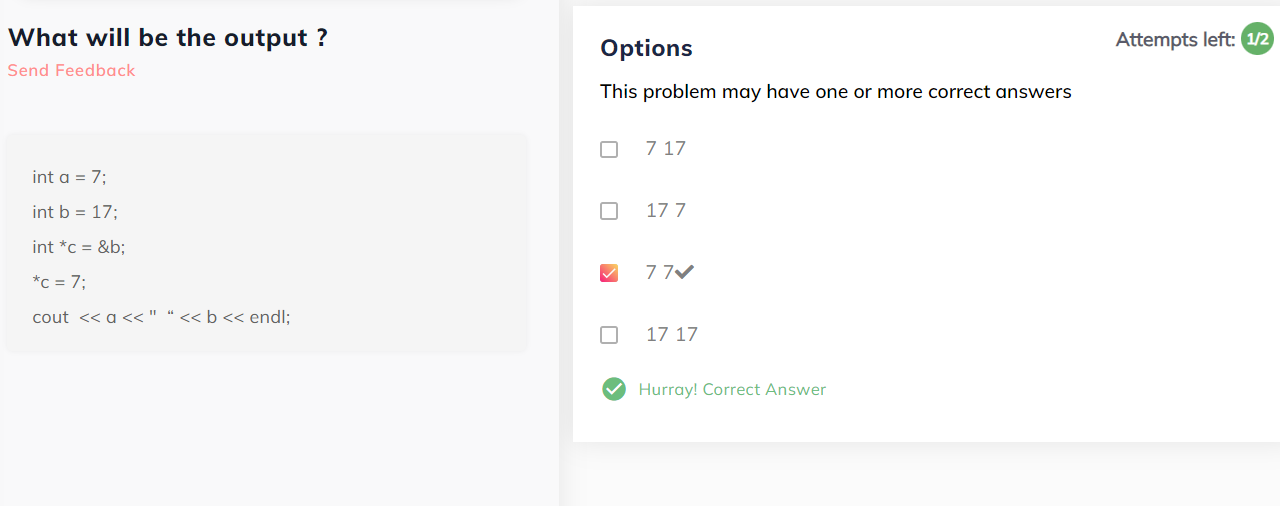 What will be the output ?
Send Feedback
int a = 7;
int b = 17;
int *c = &b;
*c = 7;
cout  << a << "  “ << b << endl;
Options
Attempts left: 1/2
This problem may have one or more correct answers
7 17
17 7
7 7
17 17
Hurray! Correct Answer